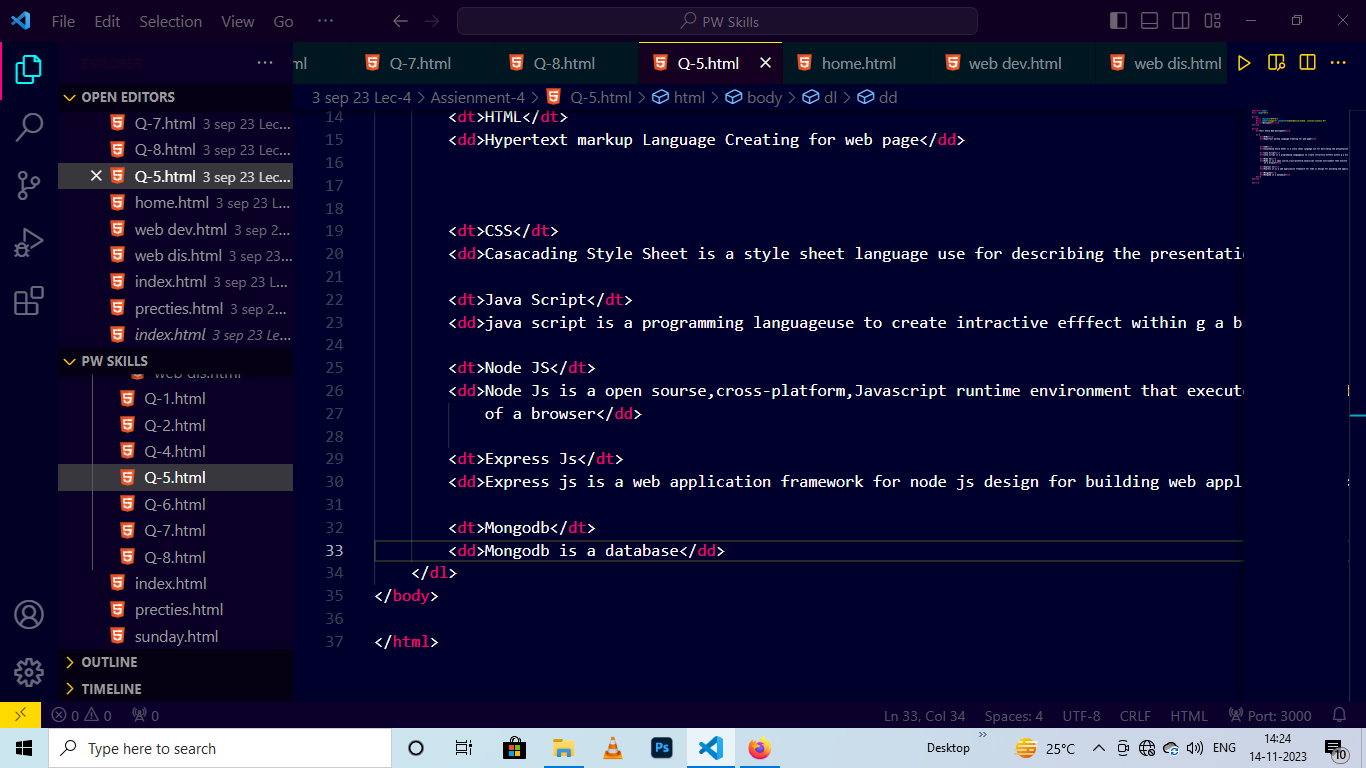 File Edit Selection View Go ··· PW Skills
EXPLORER ···
OPEN EDITORS
Q-7.html 3 sep 23 Lec...
Q-8.html 3 sep 23 Lec...
Q-5.html 3 sep 23 Lec...
home.html 3 sep 23 L...
web dev.html 3 sep 2...
web dis.html 3 sep 23...
index.html 3 sep 23 L...
precties.html 3 sep 2...
index.html 3 sep 23 Le...
PW SKILLS
web dis.html
Q-1.html
Q-2.html
Q-4.html
Q-5.html
Q-6.html
Q-7.html
Q-8.html
index.html
precties.html
sunday.html
OUTLINE
TIMELINE
ml Q-7.html Q-8.html Q-5.html home.html web dev.html web dis.html
3 sep 23 Lec-4 > Assienment-4 > Q-5.html > html > body > dl > dd
14 <dt>HTML</dt>
15 <dd>Hypertext markup Language Creating for web page</dd>
16
17
18
19 <dt>CSS</dt>
20 <dd>Casacading Style Sheet is a style sheet language use for describing the presentati
21
22 <dt>Java Script</dt>
23 <dd>java script is a programming languageuse to create intractive efffect within g a b
24
25 <dt>Node JS</dt>
26 <dd>Node Js is a open sourse,cross-platform,Javascript runtime environment that execut
27 of a browser</dd>
28
29 <dt>Express Js</dt>
30 <dd>Express js is a web application framework for node js design for building web appl
31
32 <dt>Mongodb</dt>
33 <dd>Mongodb is a database</dd>
34 </dl>
35 </body>
36
37 </html>
0 0 0 Ln 33, Col 34 Spaces: 4 UTF-8 CRLF HTML Port: 3000
Type here to search Ps Desktop » 25°C ENG 14:24
14-11-2023 10